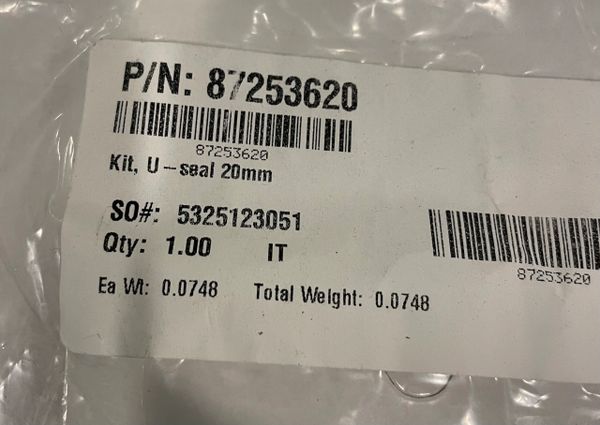 P/N: 87253620
87253620
Kit, U-seal 20mm
SO#: 5325123051
Qty: 1.00 IT
87253620
Ea Wt: 0.0748 Total Weight: 0.0748